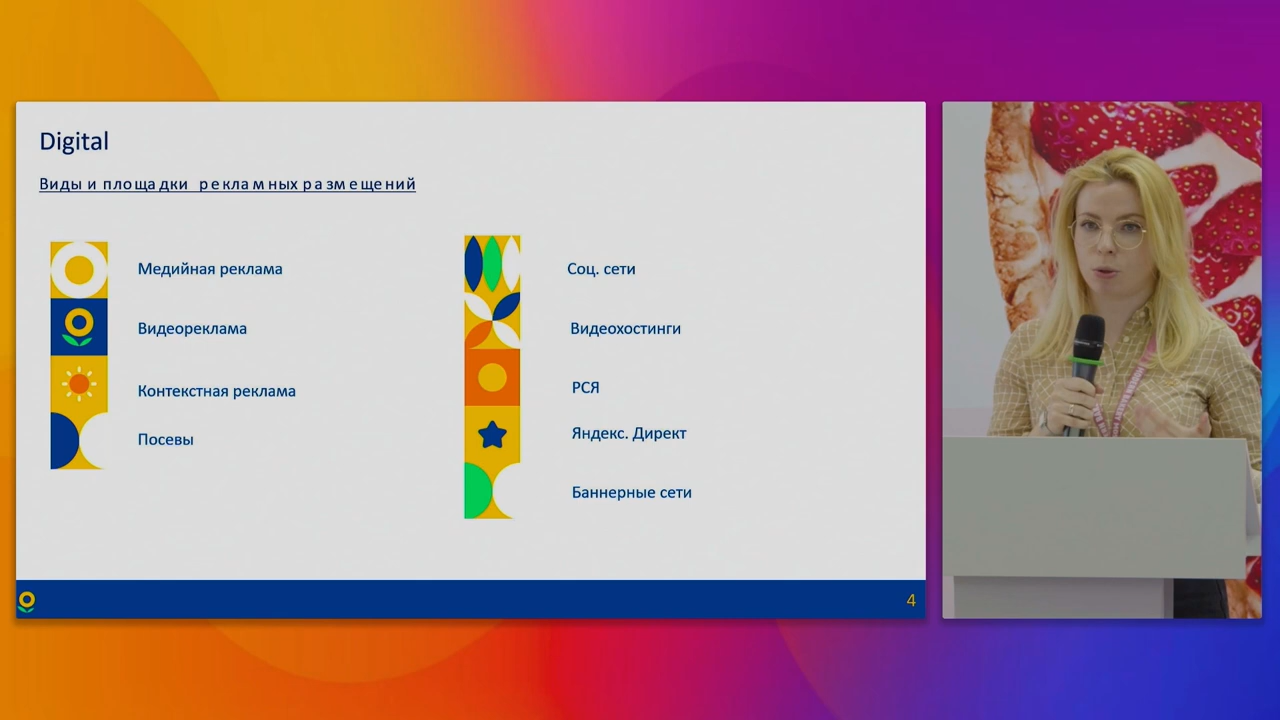 Digital
Виды и площадки рекламных размещений
Медийная реклама
Видеореклама
Контекстная реклама
Посевы
Соц. сети
Видеохостинги
РСЯ
Яндекс. Директ
Баннерные сети
4